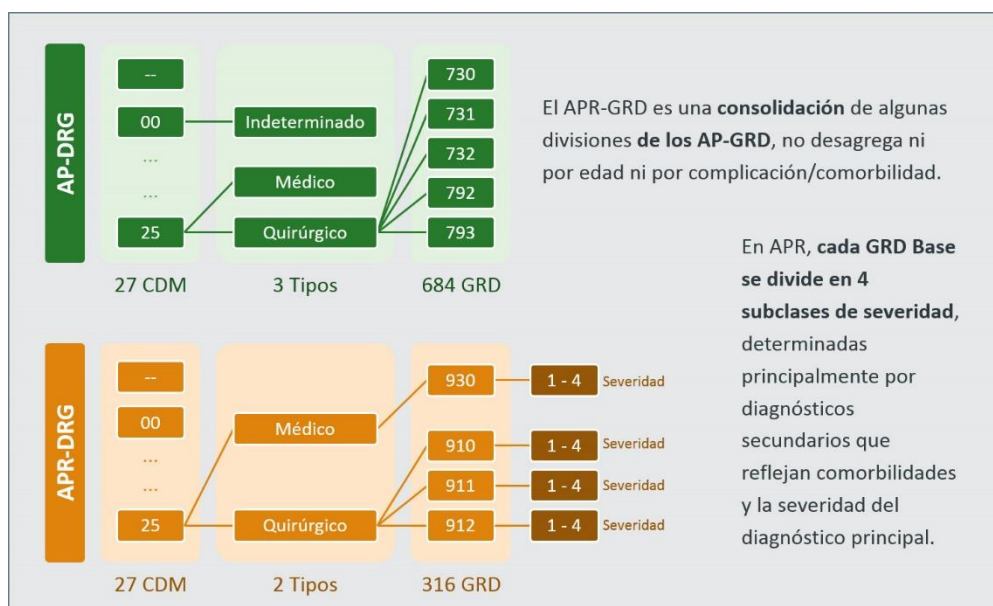 AP-DRG
--
00
...
...
25
27 CDM
Indeterminado
Médico
Quirúrgico
3 Tipos
730
731
732
792
793
684 GRD
El APR-GRD es una consolidación de algunas
divisiones de los AP-GRD, no desagrega ni
por edad ni por complicación/comorbilidad.
APR-DRG
--
00
...
...
25
27 CDM
Médico
Quirúrgico
2 Tipos
930
910
911
912
316 GRD
1 - 4 Severidad
1 - 4 Severidad
1 - 4 Severidad
1 - 4 Severidad
En APR, cada GRD Base
se divide en 4
subclases de severidad,
determinadas
principalmente por
diagnósticos
secundarios que
reflejan comorbilidades
y la severidad del
diagnóstico principal.